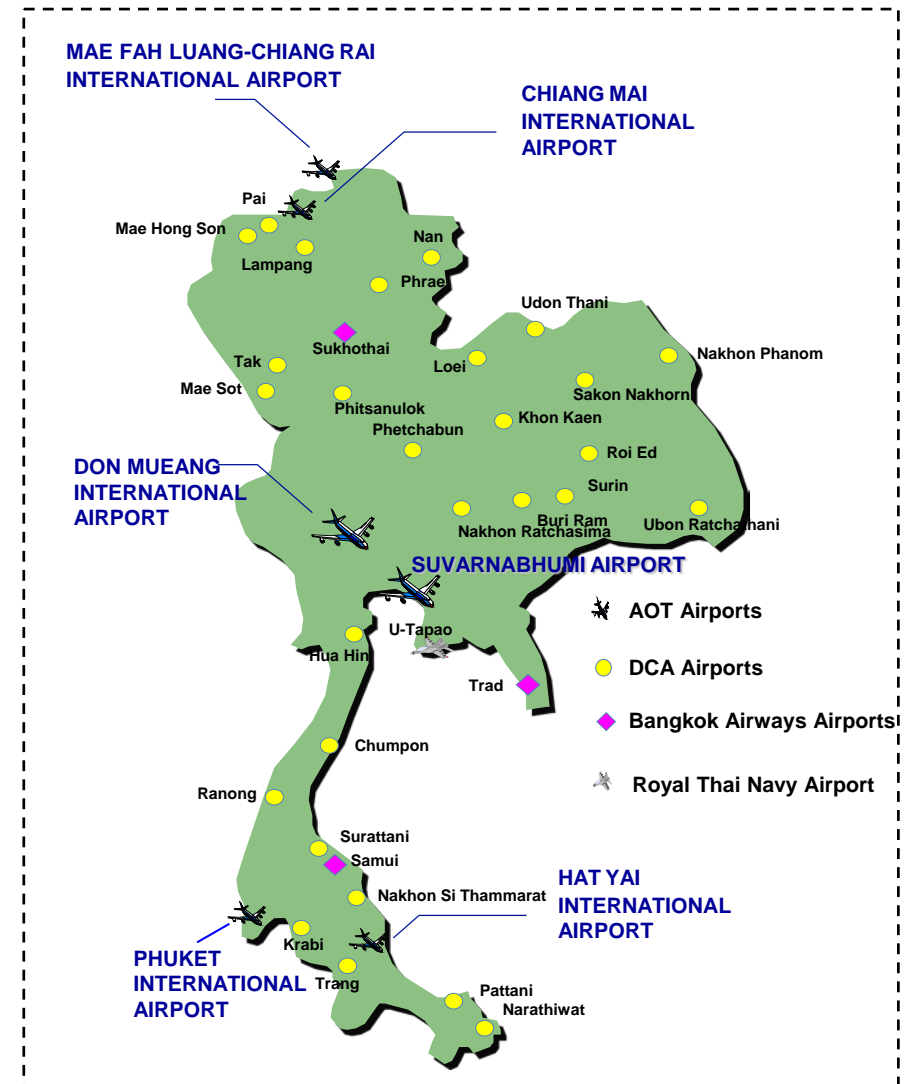 MAE FAH LUANG-CHIANG RAI
INTERNATIONAL AIRPORT
CHIANG MAI
INTERNATIONAL
AIRPORT
Pai
Mae Hong Son
Lampang
Nan
Phrae
Udon Thani
Sukhothai
Loei
Nakhon Phanom
Tak
Mae Sot
Sakon Nakhorn
Phitsanulok
Khon Kaen
Phetchabun
Roi Ed
DON MUEANG
INTERNATIONAL
AIRPORT
Surin
Buri Ram
Nakhon Ratchasima
Ubon Ratchathani
SUVARNABHUMI AIRPORT
AOT Airports
U-Tapao
Hua Hin
DCA Airports
Trad
Bangkok Airways Airports
Chumpon
Royal Thai Navy Airport
Ranong
Surattani
Samui
HAT YAI
INTERNATIONAL
AIRPORT
Nakhon Si Thammarat
Krabi
PHUKET
INTERNATIONAL
AIRPORT
Trang
Pattani
Narathiwat